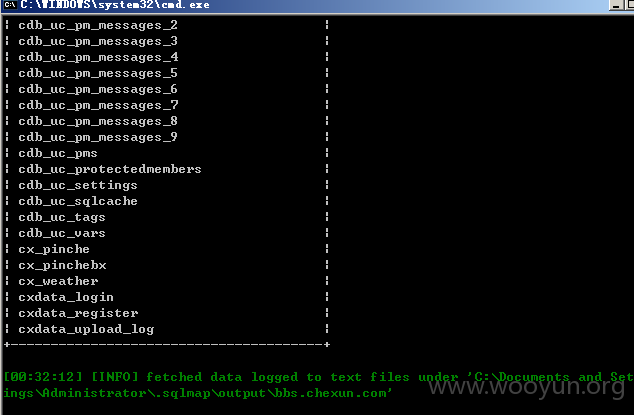 C:\WINDOWS\system32\cmd.exe
| cdb_uc_pm_messages_2 |
| cdb_uc_pm_messages_3 |
| cdb_uc_pm_messages_4 |
| cdb_uc_pm_messages_5 |
| cdb_uc_pm_messages_6 |
| cdb_uc_pm_messages_7 |
| cdb_uc_pm_messages_8 |
| cdb_uc_pm_messages_9 |
| cdb_uc_pms |
| cdb_uc_protectedmembers |
| cdb_uc_settings |
| cdb_uc_sqlcache |
| cdb_uc_tags |
| cdb_uc_vars |
| cx_pinche |
| cx_pinchebx |
| cx_weather |
| cxdata_login |
| cxdata_register |
| cxdata_upload_log |
+---------------------------------------+
[00:32:12] [INFO] fetched data logged to text files under 'C:\Documents and Set
ings\Administrator\.sqlmap\output\bbs.chexun.com'
www.wooyun.org